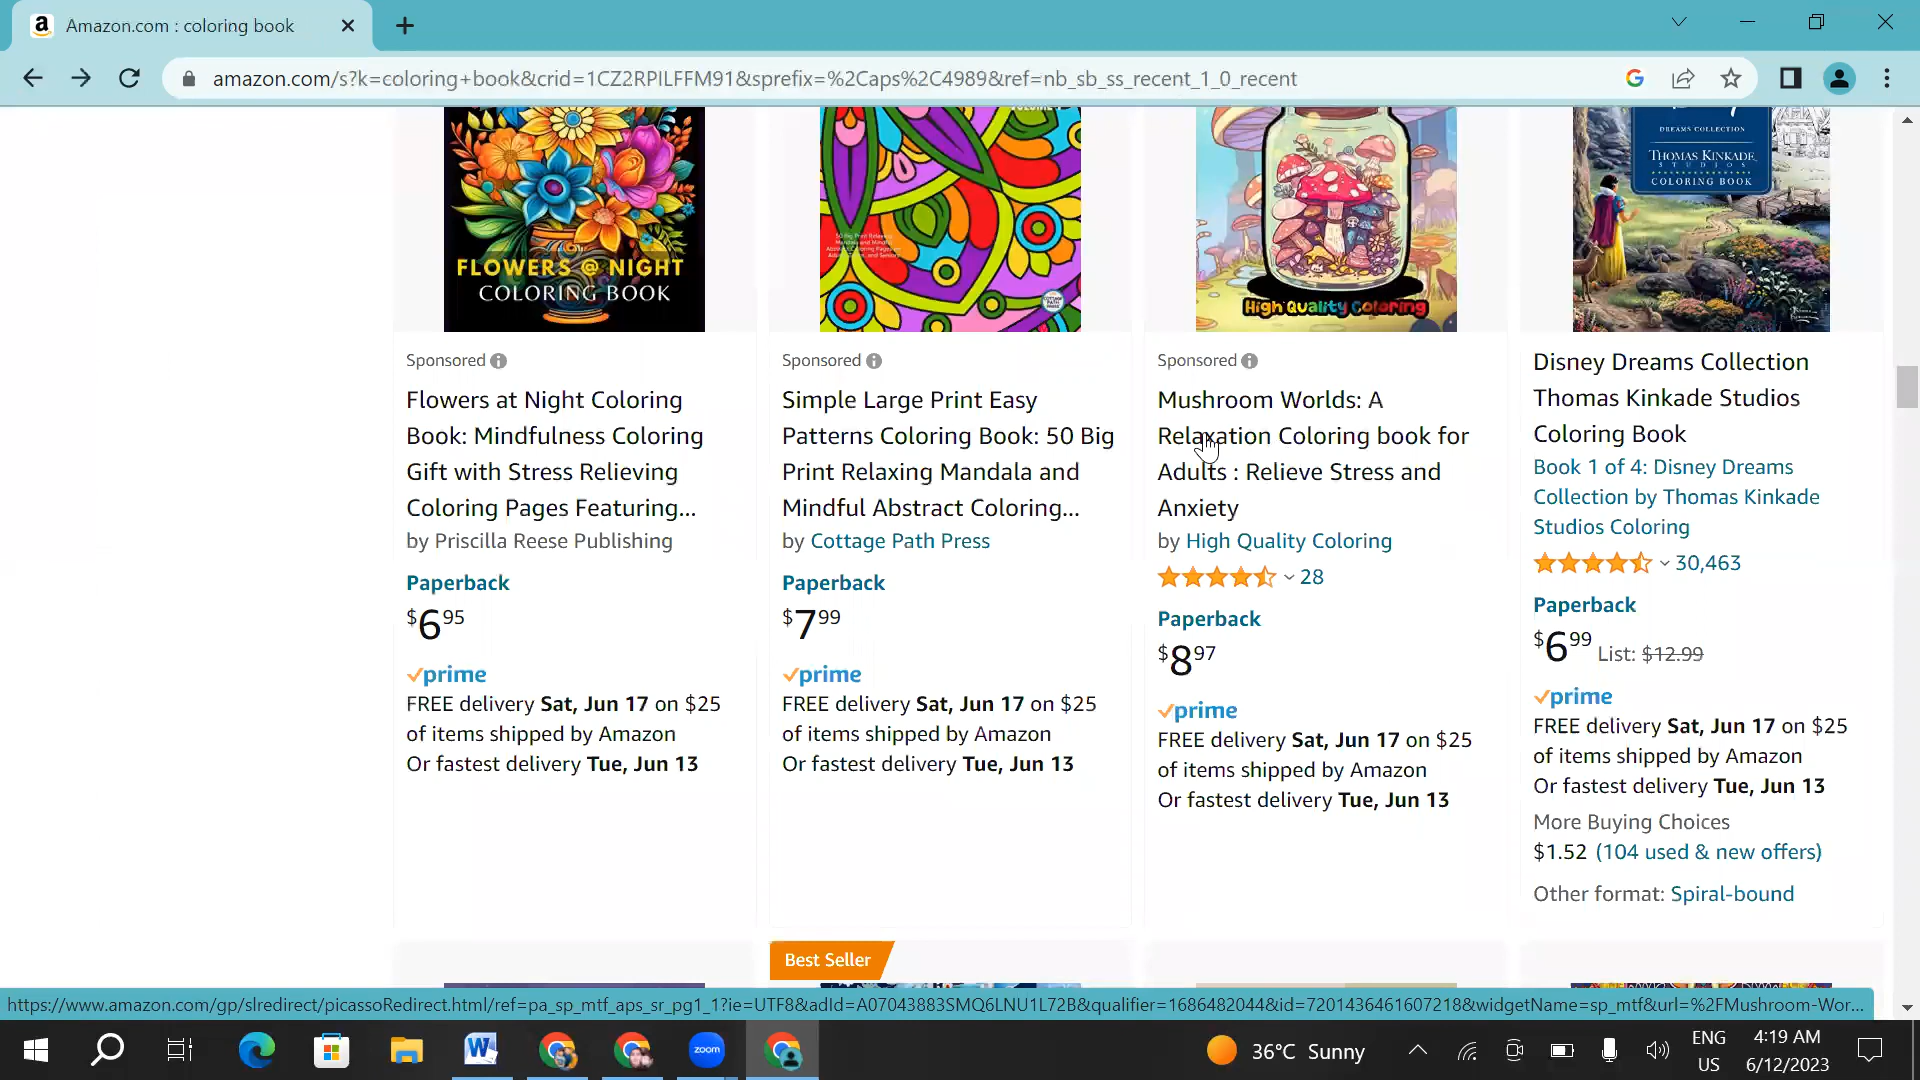 Amazon.com : coloring book
amazon.com/s?k=coloring+book&crid=1CZ2RPILFFM91&sprefix=%2Caps%2C4989&ref=nb_sb_ss_recent_1_0_recent
FLOWERS @ NIGHT
COLORING BOOK
COTTAGE
PATH
PRESS
High Quality Coloring
DREAMS COLLECTION
THOMAS KINKADE
STUDIOS
COLORING BOOK
Sponsored
Flowers at Night Coloring
Book: Mindfulness Coloring
Gift with Stress Relieving
Coloring Pages Featuring...
by Priscilla Reese Publishing
Paperback
$6.95
prime
FREE delivery Sat, Jun 17 on $25
of items shipped by Amazon
Or fastest delivery Tue, Jun 13
Sponsored
Simple Large Print Easy
Patterns Coloring Book: 50 Big
Print Relaxing Mandala and
Mindful Abstract Coloring...
by Cottage Path Press
Paperback
$7.99
prime
FREE delivery Sat, Jun 17 on $25
of items shipped by Amazon
Or fastest delivery Tue, Jun 13
Sponsored
Mushroom Worlds: A
Relaxation Coloring book for
Adults : Relieve Stress and
Anxiety
by High Quality Coloring
28
Paperback
$8.97
prime
FREE delivery Sat, Jun 17 on $25
of items shipped by Amazon
Or fastest delivery Tue, Jun 13
Disney Dreams Collection
Thomas Kinkade Studios
Coloring Book
Book 1 of 4: Disney Dreams
Collection by Thomas Kinkade
Studios Coloring
30,463
Paperback
$6.99 List: $12.99
prime
FREE delivery Sat, Jun 17 on $25
of items shipped by Amazon
Or fastest delivery Tue, Jun 13
More Buying Choices
$1.52 (104 used & new offers)
Other format: Spiral-bound
Best Seller
https://www.amazon.com/gp/slredirect/picassoRedirect.html/ref=pa_sp_mtf_aps_sr_pg1_1?ie=UTF8&adId=A07043883SMQ6LNU1L72B&qualifier=1686482044&id=7201436461607218&widgetName=sp_mtf&url=%2FMushroom-Wor...
zoom
36°C Sunny
ENG
US
4:19 AM
6/12/2023